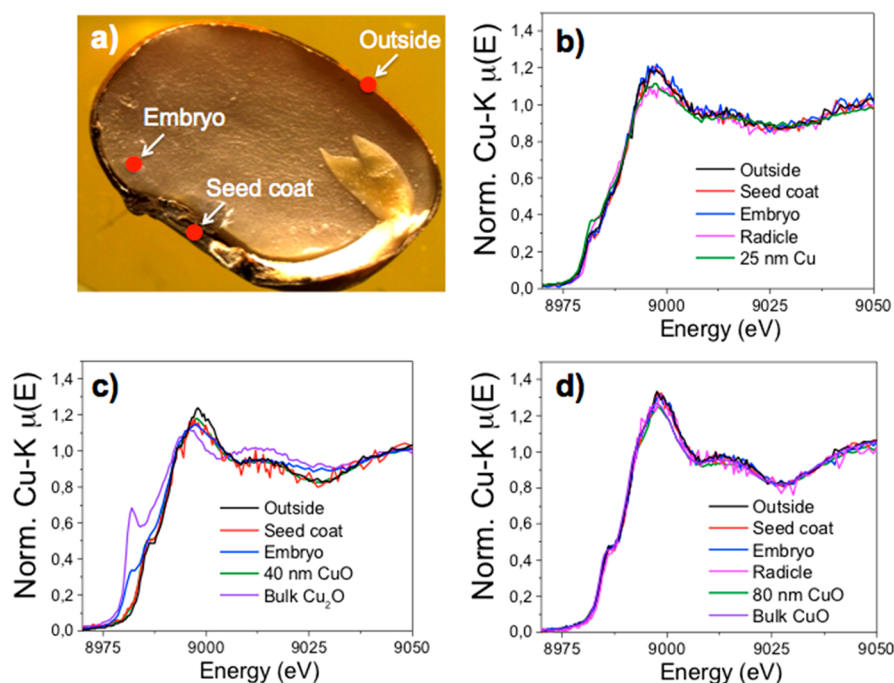 a)
Outside
Embryo
Seed coat
b)
Norm. Cu-K μ(E)
1,4
1,2
1,0
0,8
0,6
0,4
0,2
0,0
Outside
Seed coat
Embryo
Radicle
25 nm Cu
8975 9000 9025 9050
Energy (eV)
c)
Norm. Cu-K μ(E)
1,4
1,2
1,0
0,8
0,6
0,4
0,2
0,0
Outside
Seed coat
Embryo
40 nm CuO
Bulk Cu₂O
8975 9000 9025 9050
Energy (eV)
d)
Norm. Cu-K μ(E)
1,4
1,2
1,0
0,8
0,6
0,4
0,2
0,0
Outside
Seed coat
Embryo
Radicle
80 nm CuO
Bulk CuO
8975 9000 9025 9050
Energy (eV)